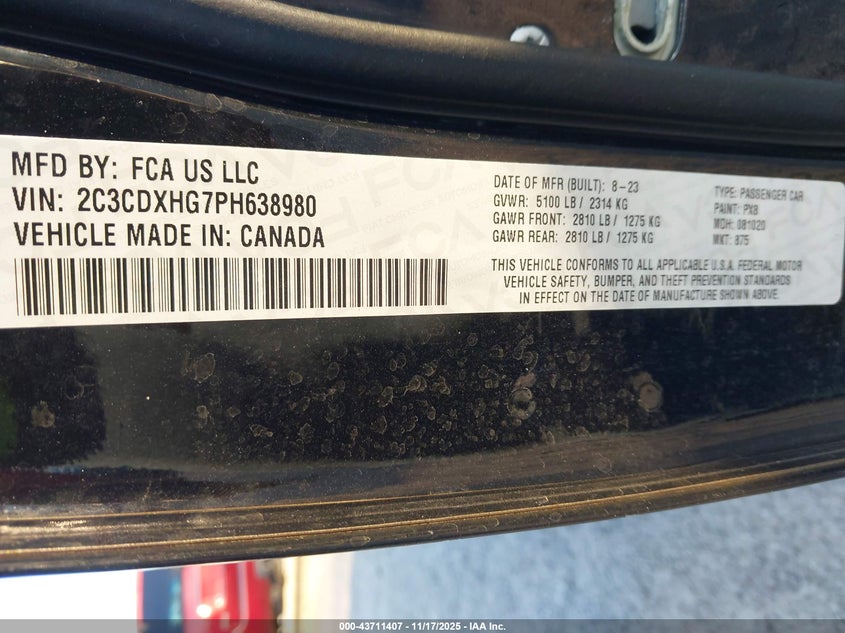 MFD BY: FCA US LLC
VIN: 2C3CDXHG7PH638980
VEHICLE MADE IN: CANADA
DATE OF MFR (BUILT): 8-23
GVWR: 5100 LB / 2314 KG
GAWR FRONT: 2810 LB / 1275 KG
GAWR REAR: 2810 LB / 1275 KG
TYPE: PASSENGER CAR
PAINT: PX8
MDH: 081020
MKT: 875
THIS VEHICLE CONFORMS TO ALL APPLICABLE U.S.A. FEDERAL MOTOR
VEHICLE SAFETY, BUMPER, AND THEFT PREVENTION STANDARDS
IN EFFECT ON THE DATE OF MANUFACTURE SHOWN ABOVE.
000-43711407 - 11/17/2025 - IAA Inc.